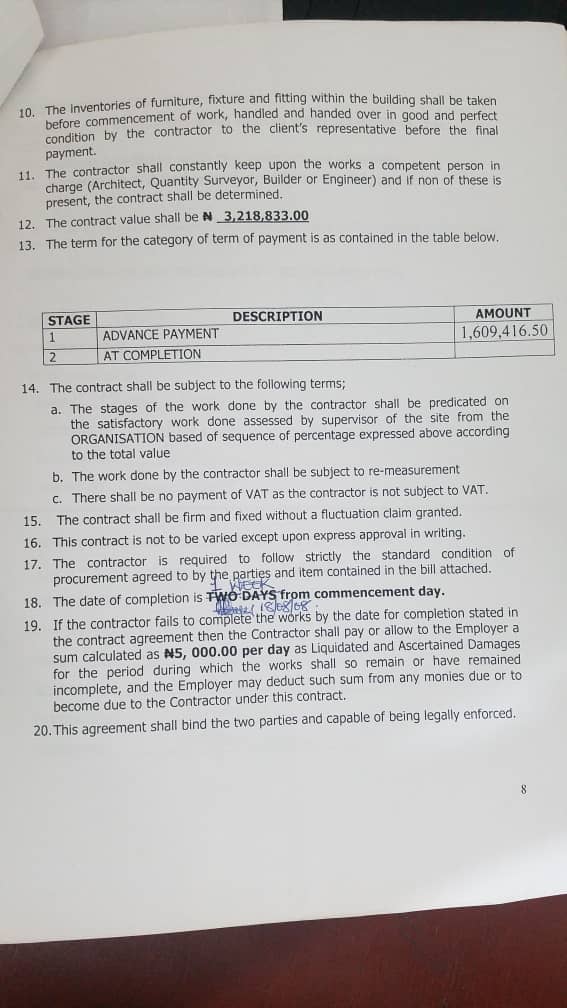 10. The inventories of furniture, fixture and fitting within the building shall be taken
before commencement of work, handled and handed over in good and perfect
condition by the contractor to the client's representative before the final
payment.
11. The contractor shall constantly keep upon the works a competent person in
charge (Architect, Quantity Surveyor, Builder or Engineer) and if non of these is
present, the contract shall be determined.
12. The contract value shall be ₦ 3,218,833.00
13. The term for the category of term of payment is as contained in the table below.
STAGE DESCRIPTION AMOUNT
1 ADVANCE PAYMENT 1,609,416.50
2 AT COMPLETION
14. The contract shall be subject to the following terms;
a. The stages of the work done by the contractor shall be predicated on
the satisfactory work done assessed by supervisor of the site from the
ORGANISATION based of sequence of percentage expressed above according
to the total value
b. The work done by the contractor shall be subject to re-measurement
c. There shall be no payment of VAT as the contractor is not subject to VAT.
15. The contract shall be firm and fixed without a fluctuation claim granted.
16. This contract is not to be varied except upon express approval in writing.
17. The contractor is required to follow strictly the standard condition of
procurement agreed to by the parties and item contained in the bill attached.
1 WEEK
18. The date of completion is TWO DAYS from commencement day.
18/08/08
19. If the contractor fails to complete the works by the date for completion stated in
the contract agreement then the Contractor shall pay or allow to the Employer a
sum calculated as ₦5, 000.00 per day as Liquidated and Ascertained Damages
for the period during which the works shall so remain or have remained
incomplete, and the Employer may deduct such sum from any monies due or to
become due to the Contractor under this contract.
20. This agreement shall bind the two parties and capable of being legally enforced.
8